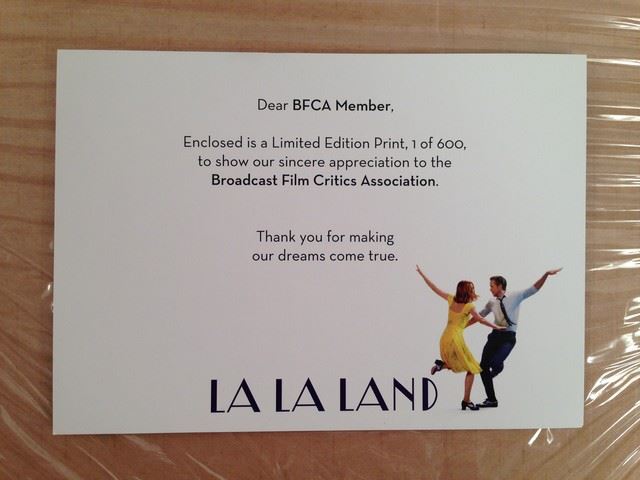 Dear BFCA Member,
Enclosed is a Limited Edition Print, 1 of 600,
to show our sincere appreciation to the
Broadcast Film Critics Association.
Thank you for making
our dreams come true.
LA LA LAND